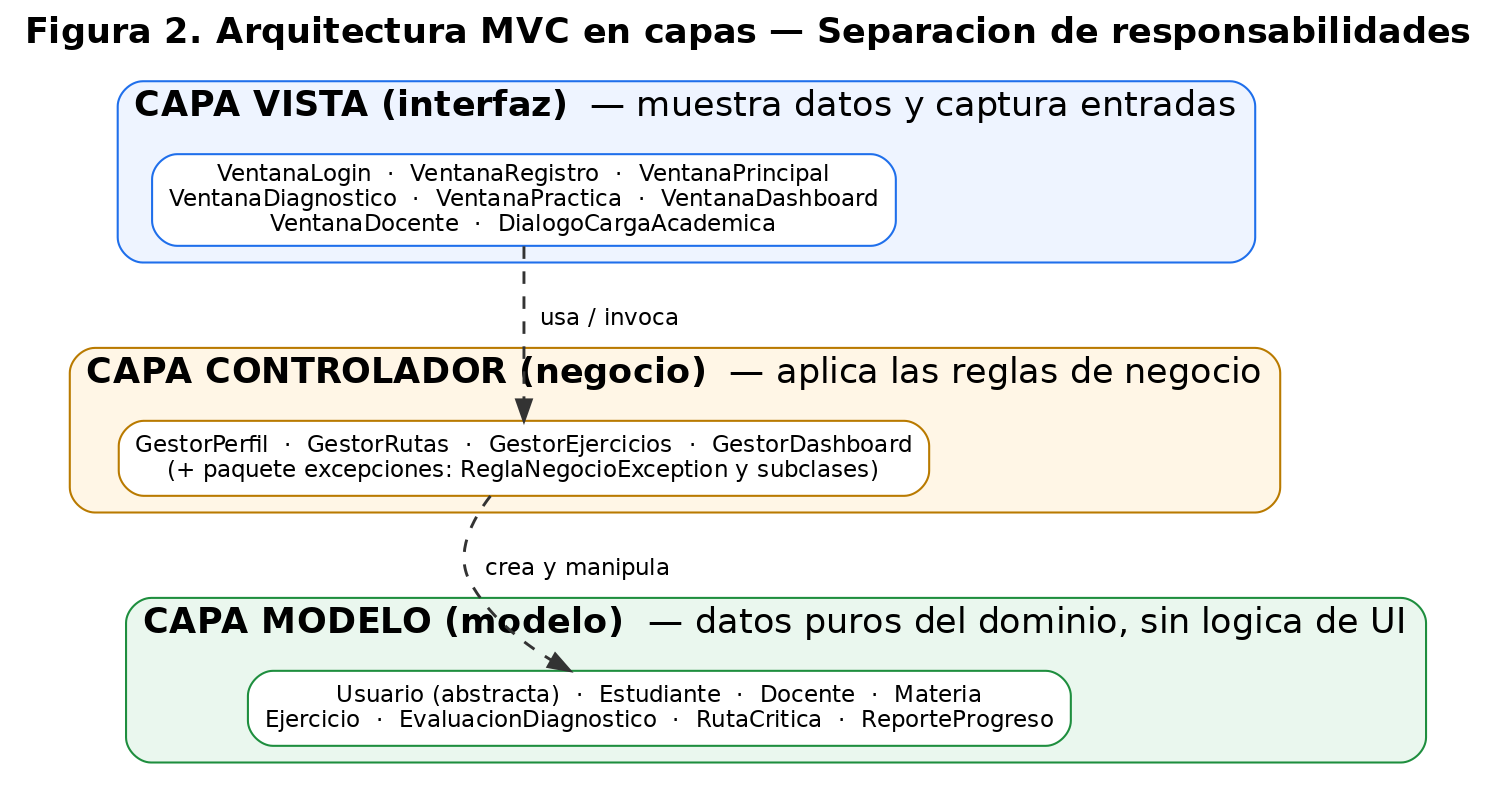 Figura 2. Arquitectura MVC en capas — Separacion de responsabilidades
CAPA VISTA (interfaz) — muestra datos y captura entradas
VentanaLogin · VentanaRegistro · VentanaPrincipal
VentanaDiagnostico · VentanaPractica · VentanaDashboard
VentanaDocente · DialogoCargaAcademica
usa / invoca
CAPA CONTROLADOR (negocio) — aplica las reglas de negocio
GestorPerfil · GestorRutas · GestorEjercicios · GestorDashboard
(+ paquete excepciones: ReglaNegocioException y subclases)
crea y manipula
CAPA MODELO (modelo) — datos puros del dominio, sin logica de UI
Usuario (abstracta) · Estudiante · Docente · Materia
Ejercicio · EvaluacionDiagnostico · RutaCritica · ReporteProgreso